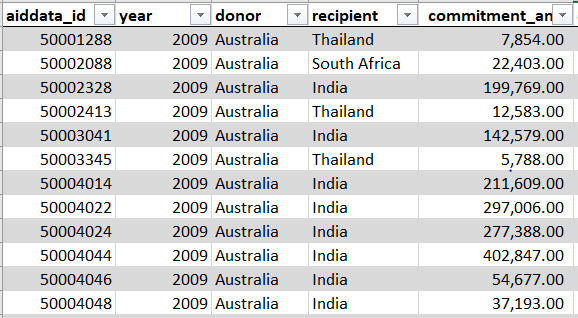 aiddata_id year donor recipient commitment_an
50001288 2009 Australia Thailand 7,854.00
50002088 2009 Australia South Africa 22,403.00
50002328 2009 Australia India 199,769.00
50002413 2009 Australia Thailand 12,583.00
50003041 2009 Australia India 142,579.00
50003345 2009 Australia Thailand 5,788.00
50004014 2009 Australia India 211,609.00
50004022 2009 Australia India 297,006.00
50004024 2009 Australia India 277,388.00
50004044 2009 Australia India 402,847.00
50004046 2009 Australia India 54,677.00
50004048 2009 Australia India 37,193.00